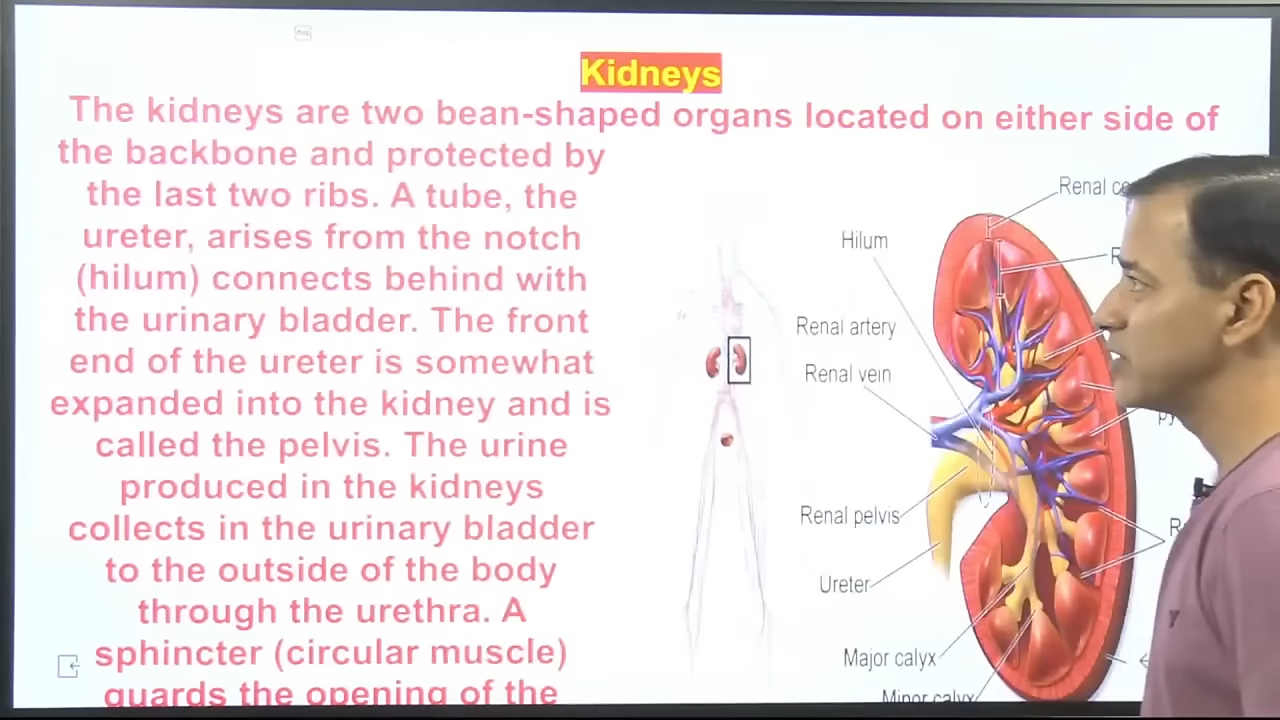 Kidneys
The kidneys are two bean-shaped organs located on either side of
the backbone and protected by
the last two ribs. A tube, the
ureter, arises from the notch
(hilum) connects behind with
the urinary bladder. The front
end of the ureter is somewhat
expanded into the kidney and is
called the pelvis. The urine
produced in the kidneys
collects in the urinary bladder
to the outside of the body
through the urethra. A
sphincter (circular muscle)
guards the opening of the
Renal
Hilum
Renal artery
Renal vein
Renal pelvis
Ureter
Major calyx
Minor calyx